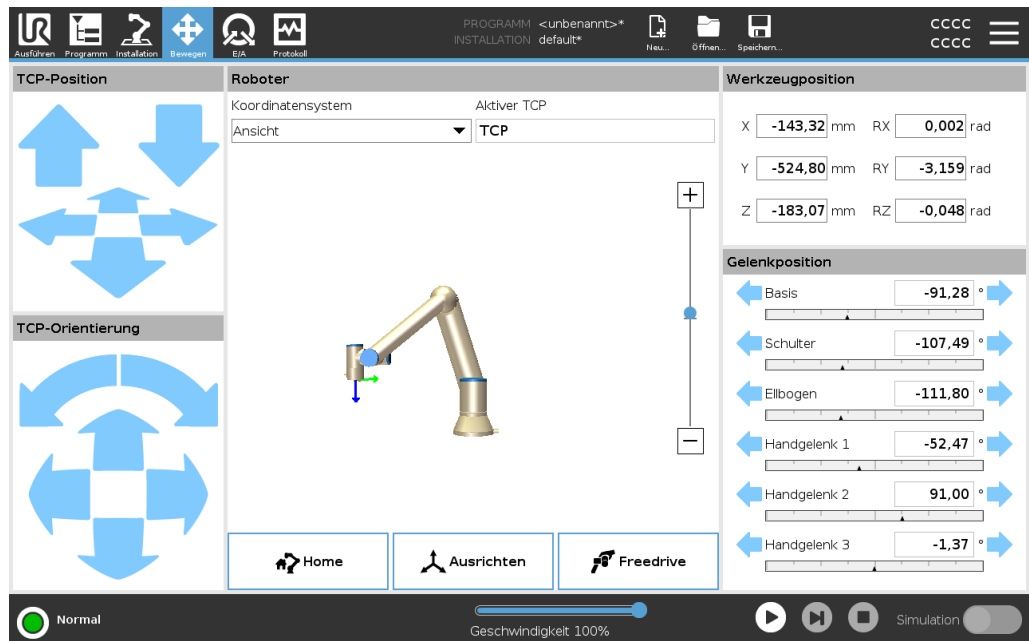 UR
PROGRAMM <unbenannt>*
INSTALLATION default*
Ausführen Programm Installation Bewegen E/A Protokoll
Neu... Öffnen... Speichern...
CCCC
CCCC
TCP-Position
Roboter
Koordinatensystem Aktiver TCP
Ansicht TCP
+
−
Werkzeugposition
X -143,32 mm RX 0,002 rad
Y -524,80 mm RY -3,159 rad
Z -183,07 mm RZ -0,048 rad
Gelenkposition
Basis -91,28 °
Schulter -107,49 °
Ellbogen -111,80 °
Handgelenk 1 -52,47 °
Handgelenk 2 91,00 °
Handgelenk 3 -1,37 °
TCP-Orientierung
Home Ausrichten Freedrive
Normal
Geschwindigkeit 100%
Simulation